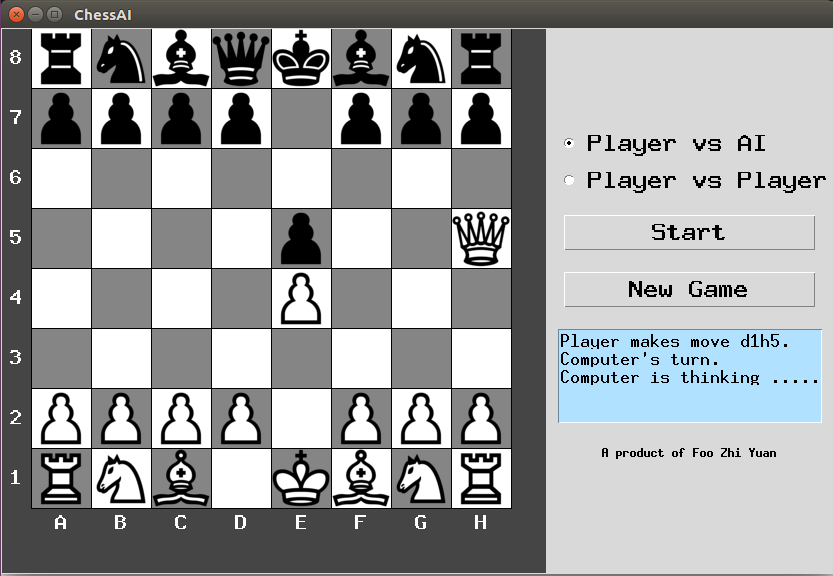 ChessAI
8
7
6
5
4
3
2
1
A B C D E F G H
Player vs AI
Player vs Player
Start
New Game
Player makes move d1h5.
Computer's turn.
Computer is thinking .....
A product of Foo Zhi Yuan